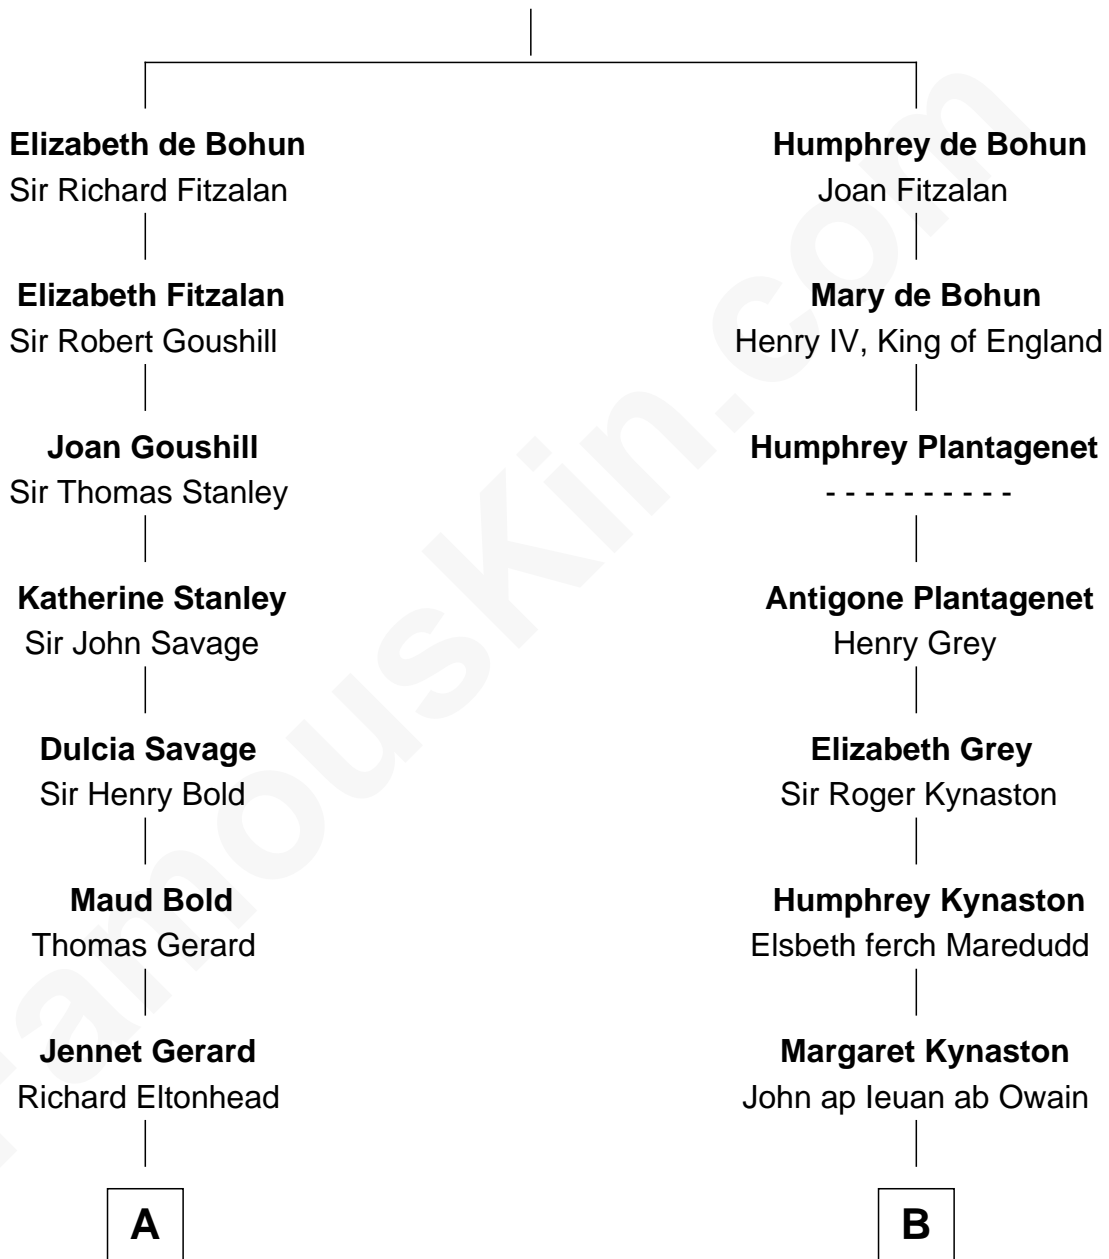 Elizabeth de Bohun
Sir Richard Fitzalan
Elizabeth Fitzalan
Sir Robert Goushill
Joan Goushill
Sir Thomas Stanley
Katherine Stanley
Sir John Savage
Dulcia Savage
Sir Henry Bold
Maud Bold
Thomas Gerard
Jennet Gerard
Richard Eltonhead
A
Humphrey de Bohun
Joan Fitzalan
Mary de Bohun
Henry IV, King of England
Humphrey Plantagenet
- - - - - - - - - -
Antigone Plantagenet
Henry Grey
Elizabeth Grey
Sir Roger Kynaston
Humphrey Kynaston
Elsbeth ferch Maredudd
Margaret Kynaston
John ap Ieuan ab Owain
B
FamousKin.com